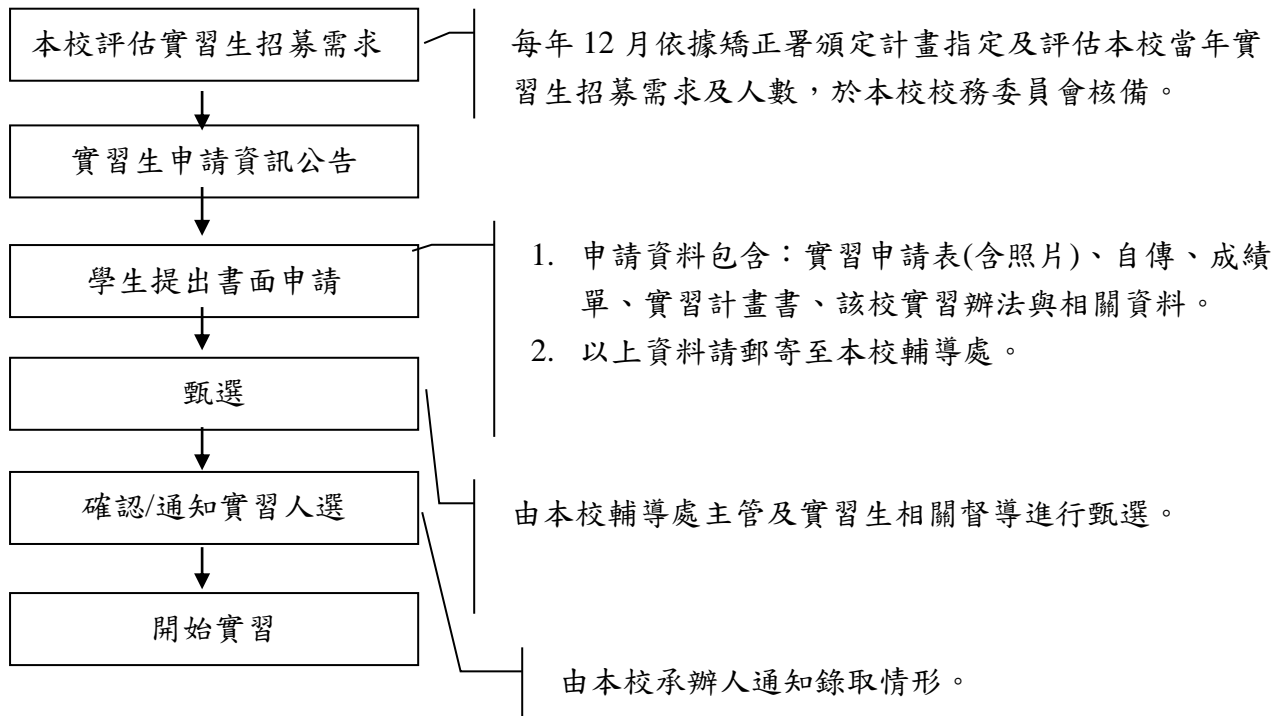 本校評估實習生招募需求
每年 12 月依據矯正署頒定計畫指定及評估本校當年實
習生招募需求及人數，於本校校務委員會核備。
實習生申請資訊公告
學生提出書面申請
1. 申請資料包含：實習申請表(含照片)、自傳、成績
單、實習計畫書、該校實習辦法與相關資料。
2. 以上資料請郵寄至本校輔導處。
甄選
由本校輔導處主管及實習生相關督導進行甄選。
確認/通知實習人選
由本校承辦人通知錄取情形。
開始實習